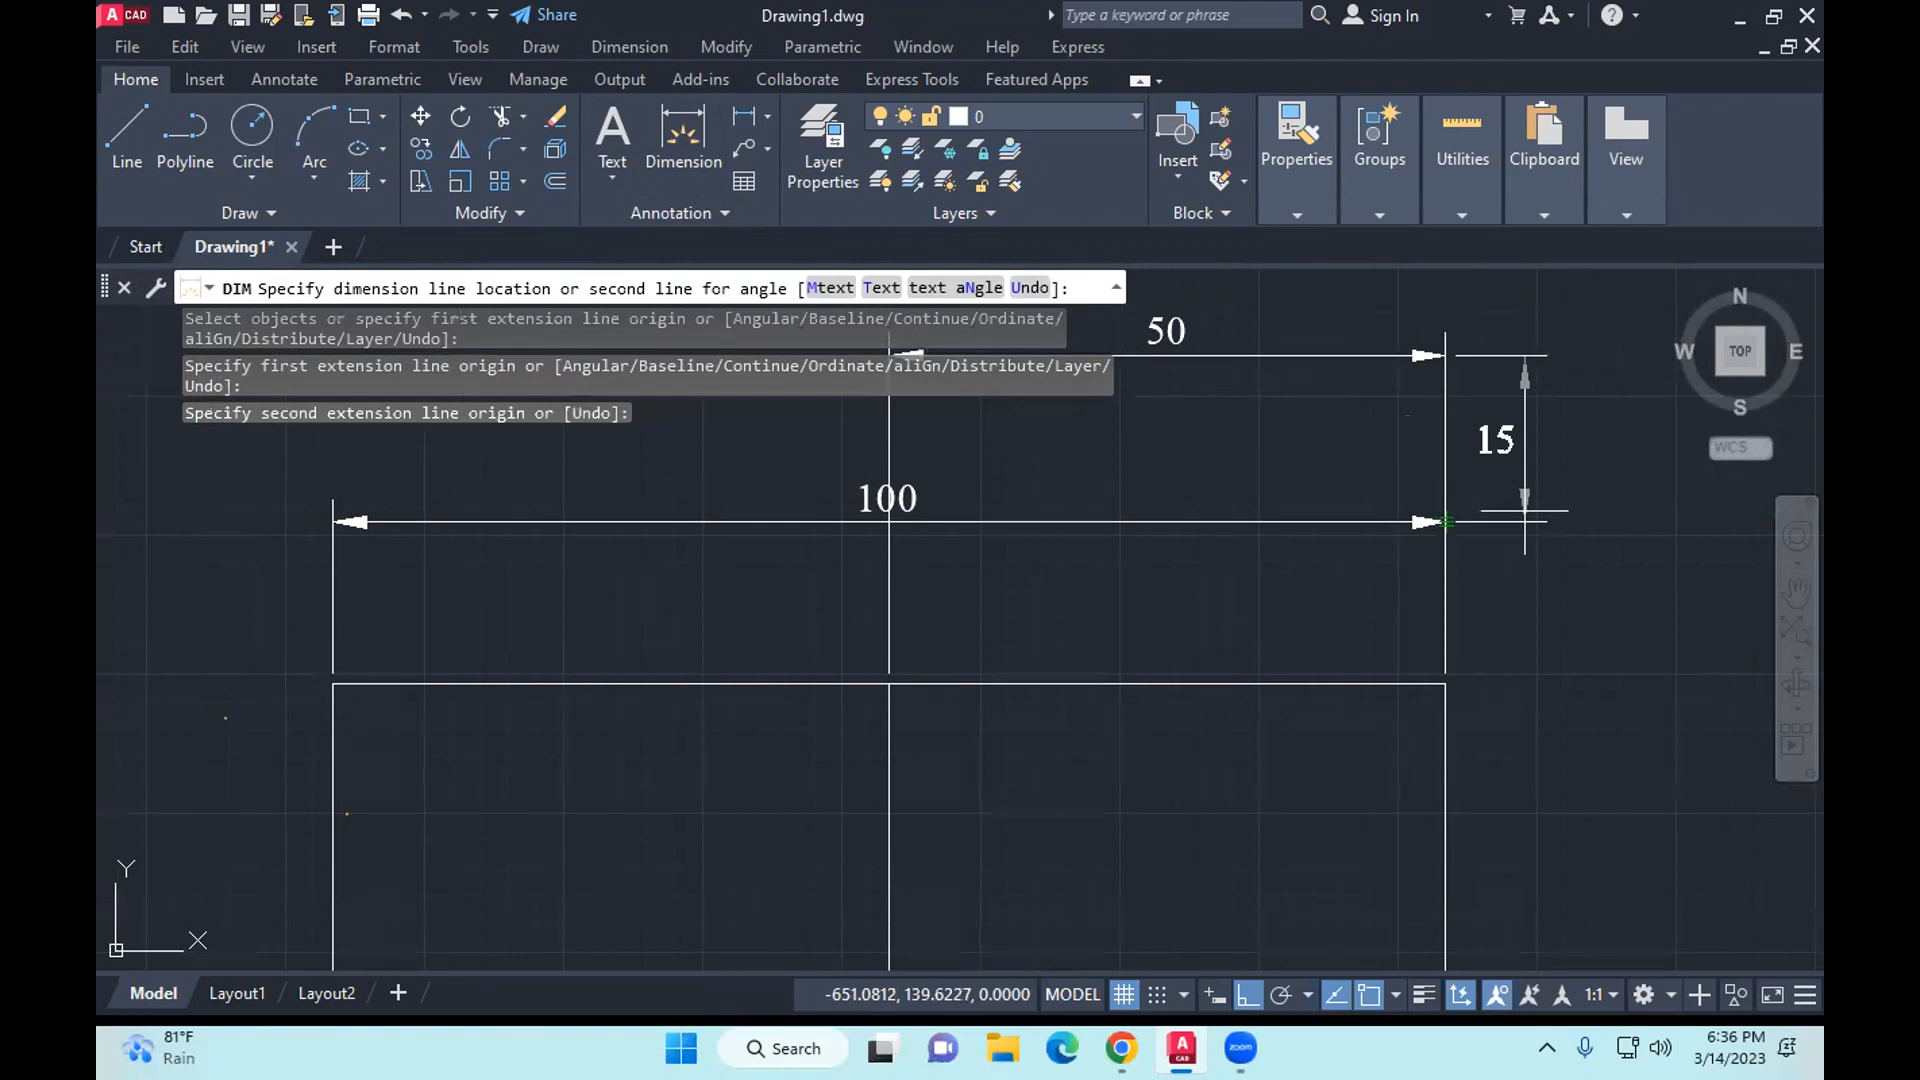 CAD
Share
Drawing1.dwg
Type a keyword or phrase
Sign In
File Edit View Insert Format Tools Draw Dimension Modify Parametric Window Help Express
Home Insert Annotate Parametric View Manage Output Add-ins Collaborate Express Tools Featured Apps
0
Line Polyline Circle Arc Text Dimension Layer Properties Insert Properties Groups Utilities Clipboard View
Draw Modify Annotation Layers Block
Start Drawing1*
DIM Specify dimension line location or second line for angle [Mtext Text text aNgle Undo]:
Select objects or specify first extension line origin or [Angular/Baseline/Continue/Ordinate/
aliGn/Distribute/Layer/Undo]:
Specify first extension line origin or [Angular/Baseline/Continue/Ordinate/aliGn/Distribute/Layer/
Undo]:
Specify second extension line origin or [Undo]:
50
15
100
N
W TOP E
S
WCS
Y
X
Model Layout1 Layout2
-651.0812, 139.6227, 0.0000 MODEL 1:1
81°F
Rain
Search
zoom
6:36 PM
3/14/2023